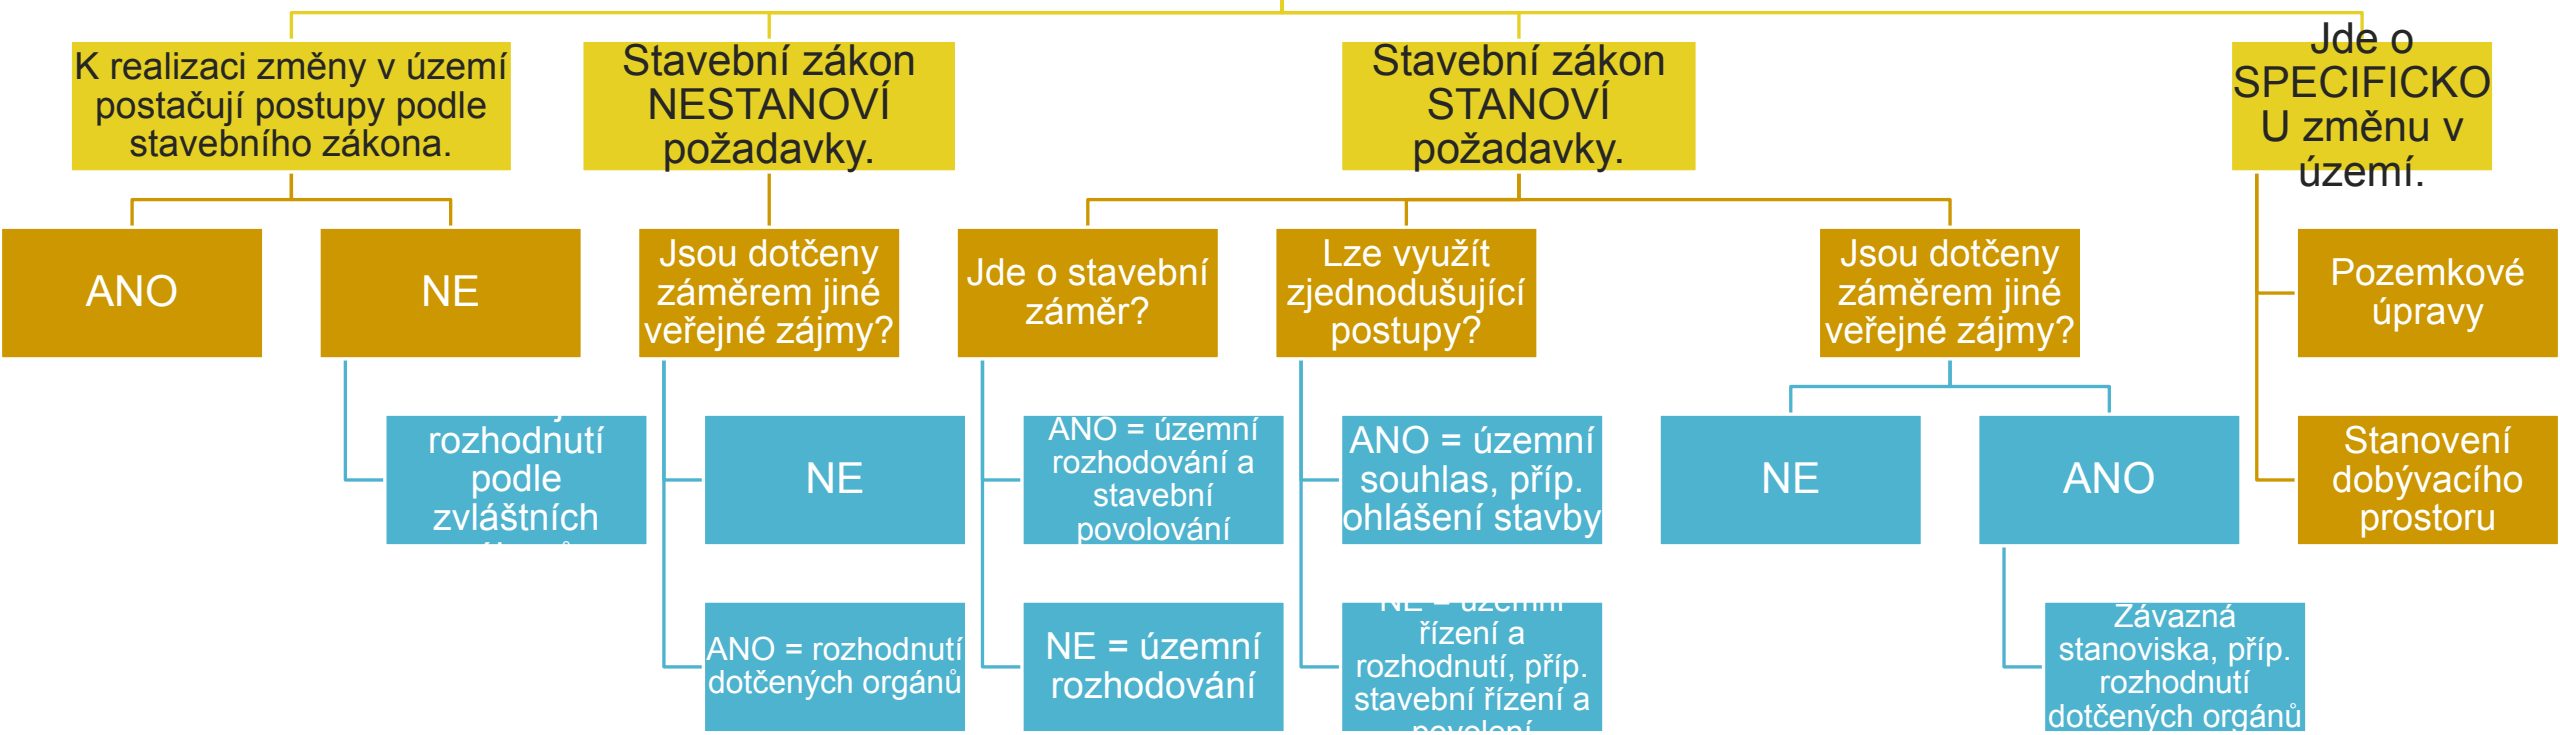 K realizaci změny v území
postačují postupy podle
stavebního zákona.
ANO
NE
rozhodnutí
podle
zvláštních
Stavební zákon
NESTANOVÍ
požadavky.
Jsou dotčeny
záměrem jiné
veřejné zájmy?
NE
ANO = rozhodnutí
dotčených orgánů
Stavební zákon
STANOVÍ
požadavky.
Jde o stavební
záměr?
ANO = územní
rozhodování a
stavební
povolování
NE = územní
rozhodování
Lze využít
zjednodušující
postupy?
ANO = územní
souhlas, příp.
ohlášení stavby
NE = územní
řízení a
rozhodnutí, příp.
stavební řízení a
povolení
Jsou dotčeny
záměrem jiné
veřejné zájmy?
NE
ANO
Závazná
stanoviska, příp.
rozhodnutí
dotčených orgánů
Jde o
SPECIFICKO
U změnu v
území.
Pozemkové
úpravy
Stanovení
dobývacího
prostoru